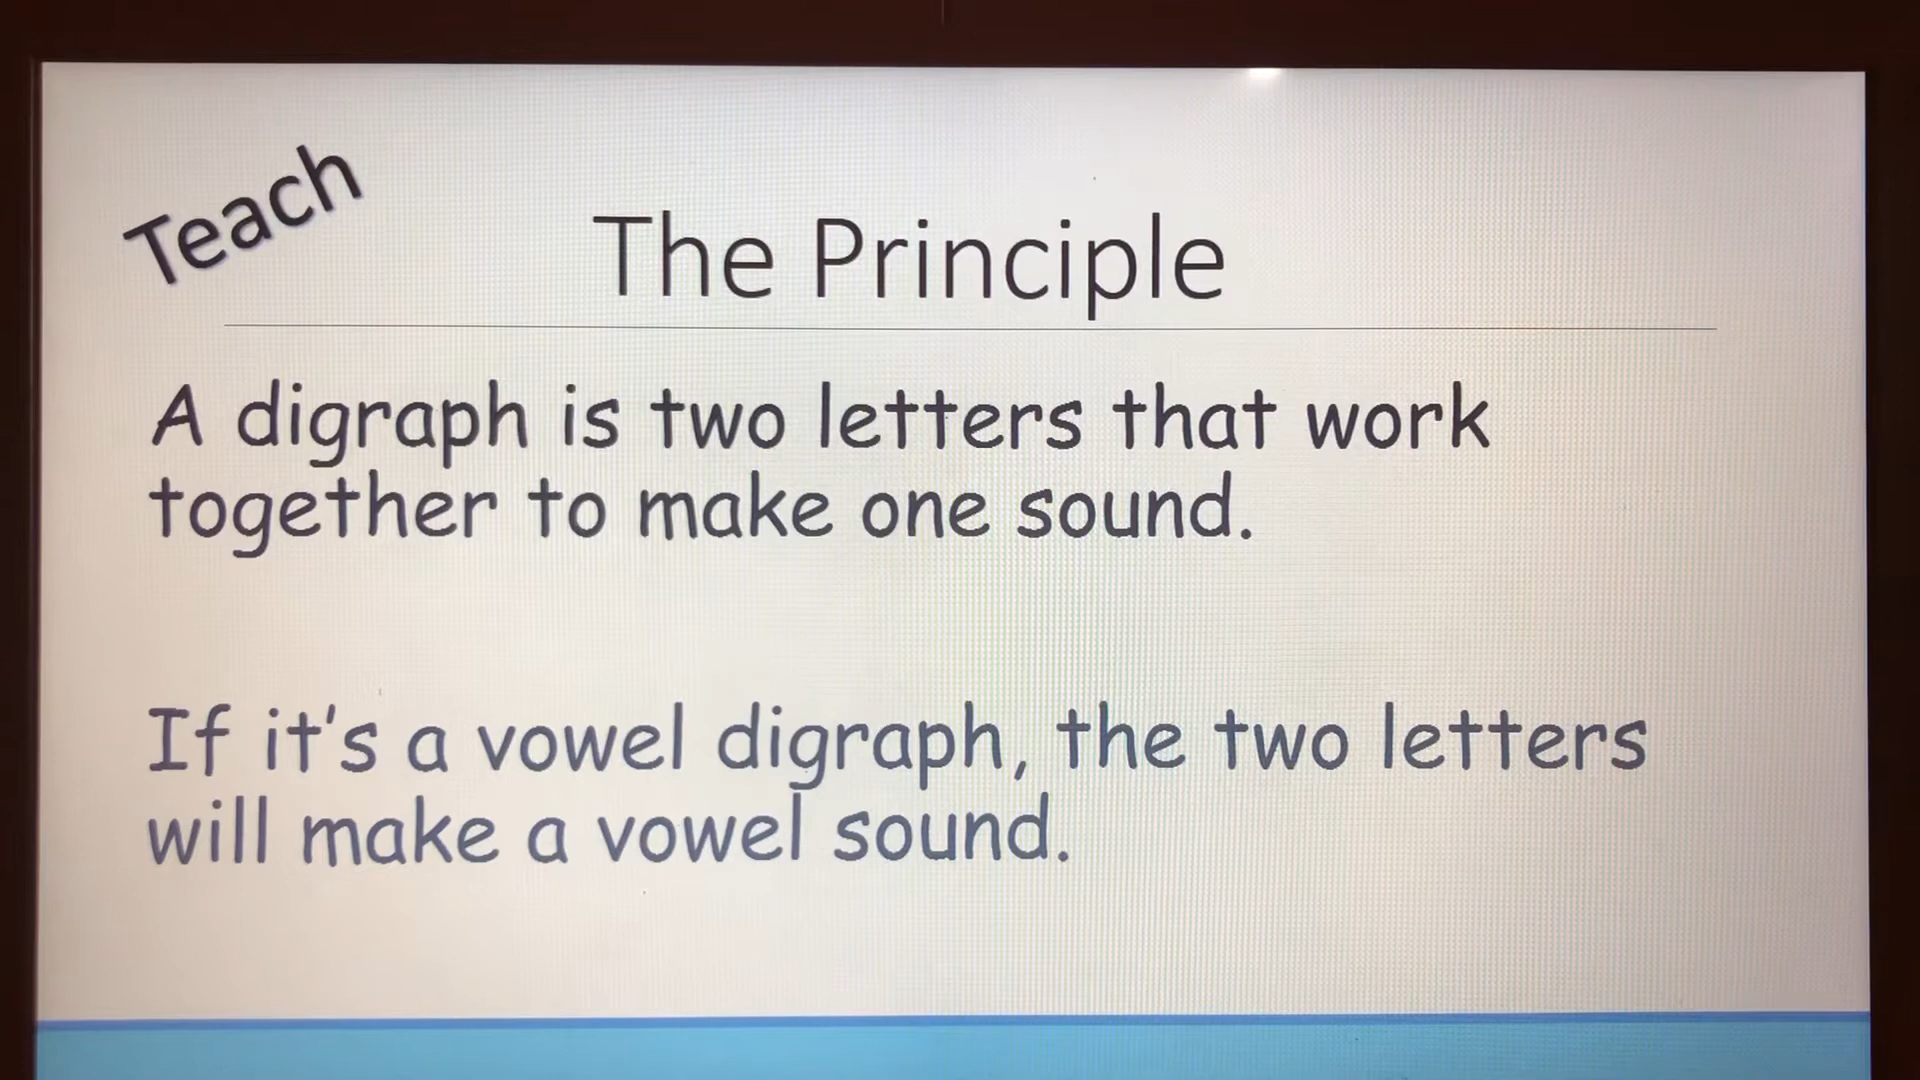 Teach
The Principle
A digraph is two letters that work
together to make one sound.
If it's a vowel digraph, the two letters
will make a vowel sound.